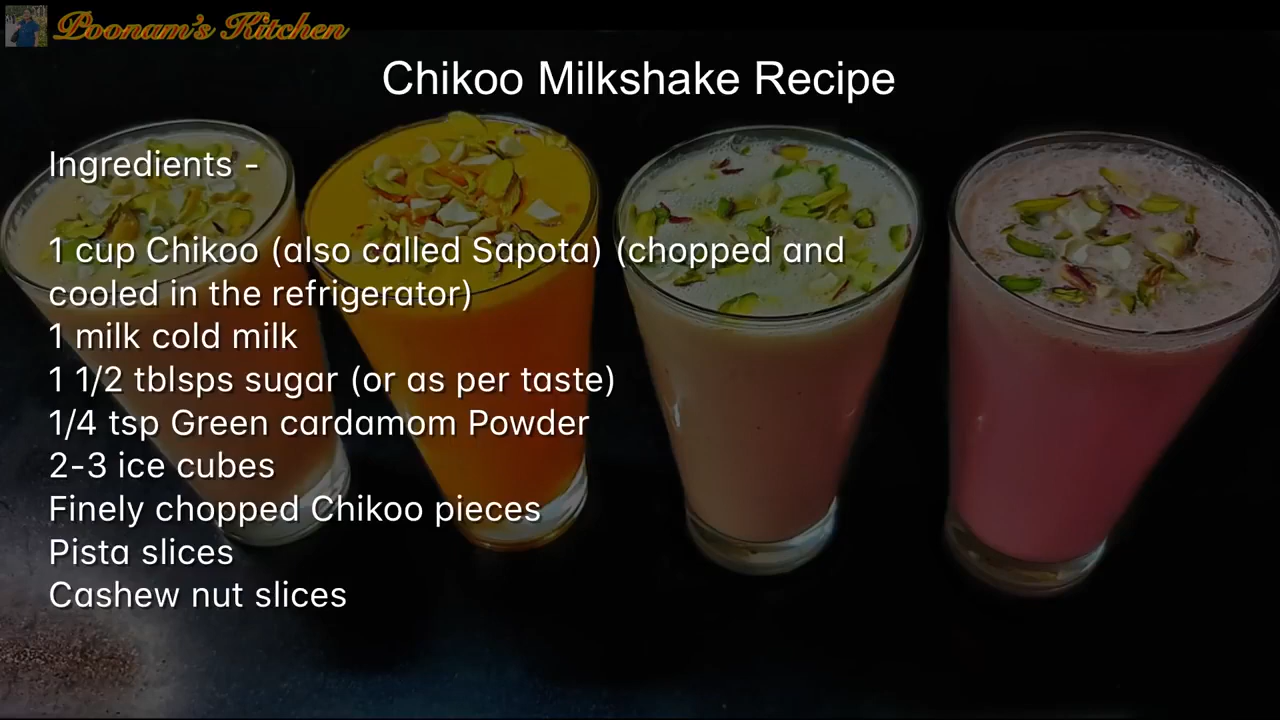 Poonam's Kitchen
Chikoo Milkshake Recipe
Ingredients -
1 cup Chikoo (also called Sapota) (chopped and
cooled in the refrigerator)
1 milk cold milk
1 1/2 tblsps sugar (or as per taste)
1/4 tsp Green cardamom Powder
2-3 ice cubes
Finely chopped Chikoo pieces
Pista slices
Cashew nut slices